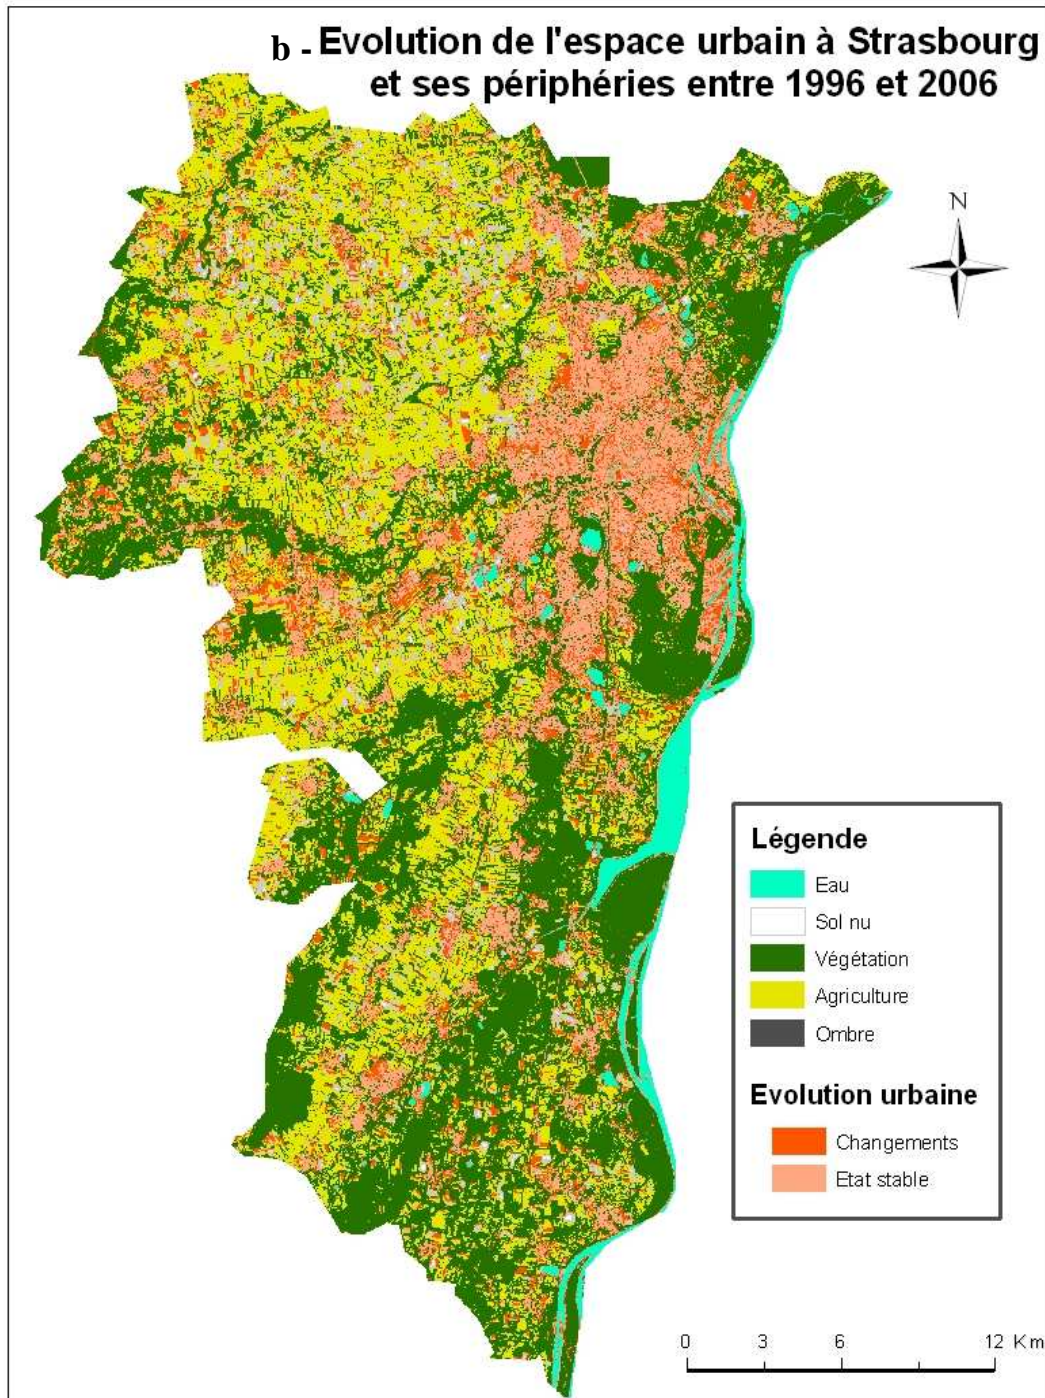 b - Evolution de l'espace urbain à Strasbourg
et ses périphéries entre 1996 et 2006
N
Légende
Eau
Sol nu
Végétation
Agriculture
Ombre
Evolution urbaine
Changements
Etat stable
0 3 6 12 Km